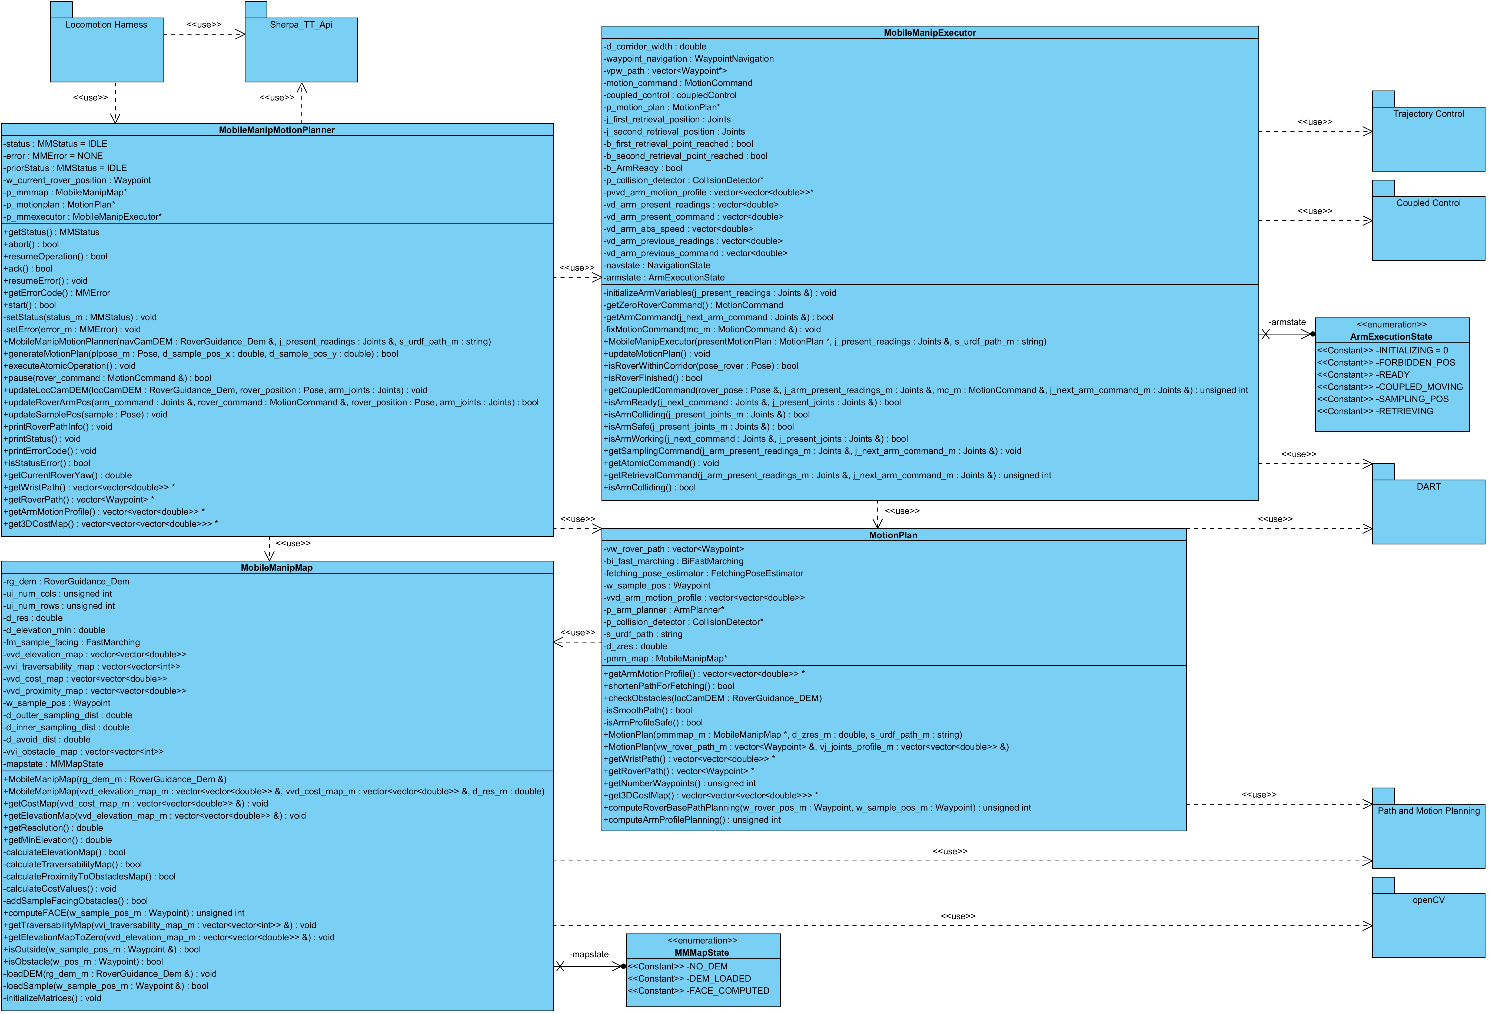 Locomotion Harness
<<use>>
Sherpa_TT_Api
<<use>>
<<use>>
MobileManipMotionPlanner
-status : MMStatus = IDLE
-error : MMError = NONE
-priorStatus : MMStatus = IDLE
-w_current_rover_position : Waypoint
-p_mmmap : MobileManipMap*
-p_motionplan : MotionPlan*
-p_mmexecutor : MobileManipExecutor*
+getStatus() : MMStatus
+abort() : bool
+resumeOperation() : bool
+ack() : bool
+resumeError() : void
+getErrorCode() : MMError
+start() : bool
-setStatus(status_m : MMStatus) : void
-setError(error_m : MMError) : void
+MobileManipMotionPlanner(navCamDEM : RoverGuidance_Dem &, j_present_readings : Joints &, s_urdf_path_m : string)
+generateMotionPlan(plpose_m : Pose, d_sample_pos_x : double, d_sample_pos_y : double) : bool
+executeAtomicOperation() : void
+pause(rover_command : MotionCommand &) : bool
+updateLocCamDEM(locCamDEM : RoverGuidance_Dem, rover_position : Pose, arm_joints : Joints) : void
+updateRoverArmPos(arm_command : Joints &, rover_command : MotionCommand &, rover_position : Pose, arm_joints : Joints) : bool
+updateSamplePos(sample : Pose) : void
+printRoverPathInfo() : void
+printStatus() : void
+printErrorCode() : void
+isStatusError() : bool
+getCurrentRoverYaw() : double
+getWristPath() : vector<vector<double>> *
+getRoverPath() : vector<Waypoint> *
+getArmMotionProfile() : vector<vector<double>> *
+get3DCostMap() : vector<vector<vector<double>>> *
<<use>>
<<use>>
<<use>>
MobileManipExecutor
-d_corridor_width : double
-waypoint_navigation : WaypointNavigation
-vpw_path : vector<Waypoint*>
-motion_command : MotionCommand
-coupled_control : coupledControl
-p_motion_plan : MotionPlan*
-j_first_retrieval_position : Joints
-j_second_retrieval_position : Joints
-b_first_retrieval_point_reached : bool
-b_second_retrieval_point_reached : bool
-b_ArmReady : bool
-p_collision_detector : CollisionDetector*
-pvvd_arm_motion_profile : vector<vector<double>>*
-vd_arm_present_readings : vector<double>
-vd_arm_present_command : vector<double>
-vd_arm_abs_speed : vector<double>
-vd_arm_previous_readings : vector<double>
-vd_arm_previous_command : vector<double>
-navstate : NavigationState
-armstate : ArmExecutionState
-initializeArmVariables(j_present_readings : Joints &) : void
-getZeroRoverCommand() : MotionCommand
-getArmCommand(j_next_arm_command : Joints &) : bool
-fixMotionCommand(mc_m : MotionCommand &) : void
+MobileManipExecutor(presentMotionPlan : MotionPlan *, j_present_readings : Joints &, s_urdf_path_m : string)
+updateMotionPlan() : void
+isRoverWithinCorridor(pose_rover : Pose) : bool
+isRoverFinished() : bool
+getCoupledCommand(rover_pose : Pose &, j_arm_present_readings_m : Joints &, mc_m : MotionCommand &, j_next_arm_command_m : Joints &) : unsigned int
+isArmReady(j_next_command : Joints &, j_present_joints : Joints &) : bool
+isArmColliding(j_present_joints_m : Joints &) : bool
+isArmSafe(j_present_joints_m : Joints &) : bool
+isArmWorking(j_next_command : Joints &, j_present_joints : Joints &) : bool
+getSamplingCommand(j_arm_present_readings_m : Joints &, j_next_arm_command_m : Joints &) : void
+getAtomicCommand() : void
+getRetrievalCommand(j_arm_present_readings_m : Joints &, j_next_arm_command_m : Joints &) : unsigned int
+isArmColliding() : bool
<<use>>
Trajectory Control
<<use>>
Coupled Control
-armstate
<<enumeration>>
ArmExecutionState
<<Constant>> -INITIALIZING = 0
<<Constant>> -FORBIDDEN_POS
<<Constant>> -READY
<<Constant>> -COUPLED_MOVING
<<Constant>> -SAMPLING_POS
<<Constant>> -RETRIEVING
<<use>>
DART
<<use>>
<<use>>
MotionPlan
-vw_rover_path : vector<Waypoint>
-bi_fast_marching : BiFastMarching
-fetching_pose_estimator : FetchingPoseEstimator
-w_sample_pos : Waypoint
-vvd_arm_motion_profile : vector<vector<double>>
-p_arm_planner : ArmPlanner*
-p_collision_detector : CollisionDetector*
-s_urdf_path : string
-d_zres : double
-pmm_map : MobileManipMap*
+getArmMotionProfile() : vector<vector<double>> *
+shortenPathForFetching() : bool
+checkObstacles(locCamDEM : RoverGuidance_DEM)
-isSmoothPath() : bool
-isArmProfileSafe() : bool
+MotionPlan(pmmmap_m : MobileManipMap *, d_zres_m : double, s_urdf_path_m : string)
+MotionPlan(vw_rover_path_m : vector<Waypoint> &, vj_joints_profile_m : vector<vector<double>> &)
+getWristPath() : vector<vector<double>> *
+getRoverPath() : vector<Waypoint> *
+getNumberWaypoints() : unsigned int
+get3DCostMap() : vector<vector<vector<double>>> *
+computeRoverBasePathPlanning(w_rover_pos_m : Waypoint, w_sample_pos_m : Waypoint) : unsigned int
+computeArmProfilePlanning() : unsigned int
<<use>>
<<use>>
Path and Motion Planning
MobileManipMap
-rg_dem : RoverGuidance_Dem
-ui_num_cols : unsigned int
-ui_num_rows : unsigned int
-d_res : double
-d_elevation_min : double
-fm_sample_facing : FastMarching
-vvd_elevation_map : vector<vector<double>>
-vvi_traversability_map : vector<vector<int>>
-vvd_cost_map : vector<vector<double>>
-vvd_proximity_map : vector<vector<double>>
-w_sample_pos : Waypoint
-d_outter_sampling_dist : double
-d_inner_sampling_dist : double
-d_avoid_dist : double
-vvi_obstacle_map : vector<vector<int>>
-mapstate : MMMapState
+MobileManipMap(rg_dem_m : RoverGuidance_Dem &)
+MobileManipMap(vvd_elevation_map_m : vector<vector<double>> &, vvd_cost_map_m : vector<vector<double>> &, d_res_m : double)
+getCostMap(vvd_cost_map_m : vector<vector<double>> &) : void
+getElevationMap(vvd_elevation_map_m : vector<vector<double>> &) : void
+getResolution() : double
+getMinElevation() : double
-calculateElevationMap() : bool
-calculateTraversabilityMap() : bool
-calculateProximityToObstaclesMap() : bool
-calculateCostValues() : void
-addSampleFacingObstacles() : bool
+computeFACE(w_sample_pos_m : Waypoint) : unsigned int
+getTraversabilityMap(vvi_traversability_map_m : vector<vector<int>> &) : void
+getElevationMapToZero(vvd_elevation_map_m : vector<vector<double>> &) : void
+isOutside(w_sample_pos_m : Waypoint &) : bool
+isObstacle(w_pos_m : Waypoint) : bool
-loadDEM(rg_dem_m : RoverGuidance_Dem &) : void
-loadSample(w_sample_pos_m : Waypoint &) : bool
-initializeMatrices() : void
<<use>>
<<use>>
openCV
-mapstate
<<enumeration>>
MMMapState
<<Constant>> -NO_DEM
<<Constant>> -DEM_LOADED
<<Constant>> -FACE_COMPUTED